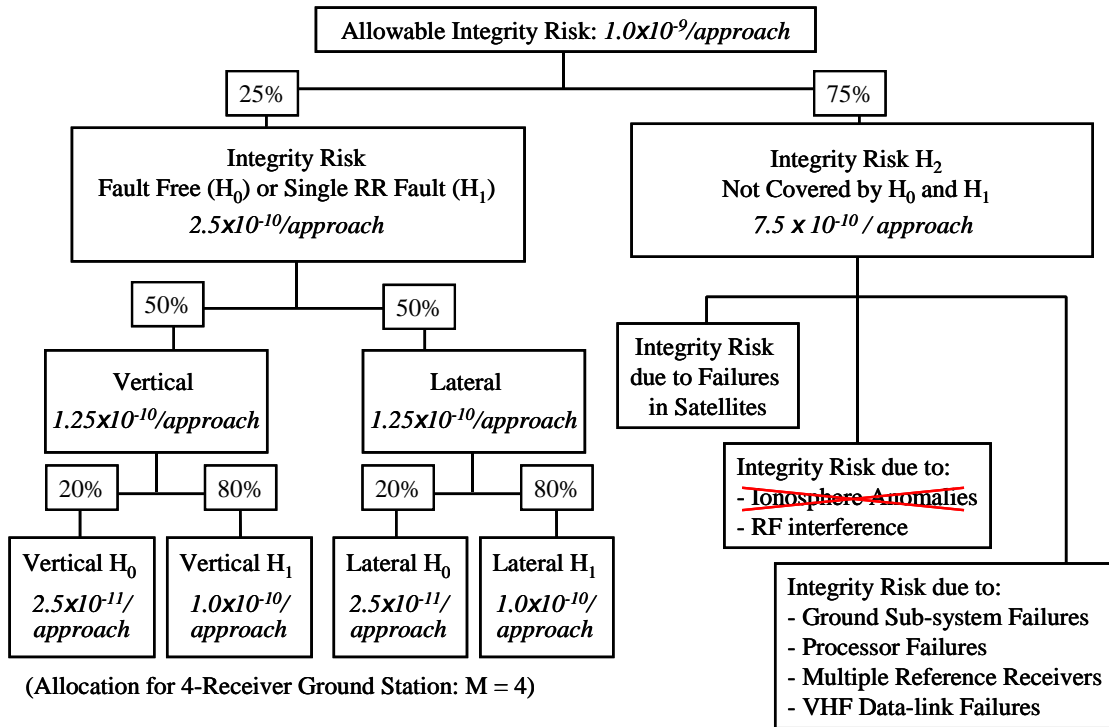 Allowable Integrity Risk: 1.0x10⁻⁹/approach
25%
75%
Integrity Risk
Fault Free (H₀) or Single RR Fault (H₁)
2.5x10⁻¹⁰/approach
Integrity Risk H₂
Not Covered by H₀ and H₁
7.5 x 10⁻¹⁰ / approach
50%
50%
Vertical
1.25x10⁻¹⁰/approach
Lateral
1.25x10⁻¹⁰/approach
Integrity Risk
due to Failures
in Satellites
20%
80%
20%
80%
Vertical H₀
2.5x10⁻¹¹/
approach
Vertical H₁
1.0x10⁻¹⁰/
approach
Lateral H₀
2.5x10⁻¹¹/
approach
Lateral H₁
1.0x10⁻¹⁰/
approach
Integrity Risk due to:
- Ionosphere Anomalies
- RF interference
Integrity Risk due to:
- Ground Sub-system Failures
- Processor Failures
- Multiple Reference Receivers
- VHF Data-link Failures
(Allocation for 4-Receiver Ground Station: M = 4)